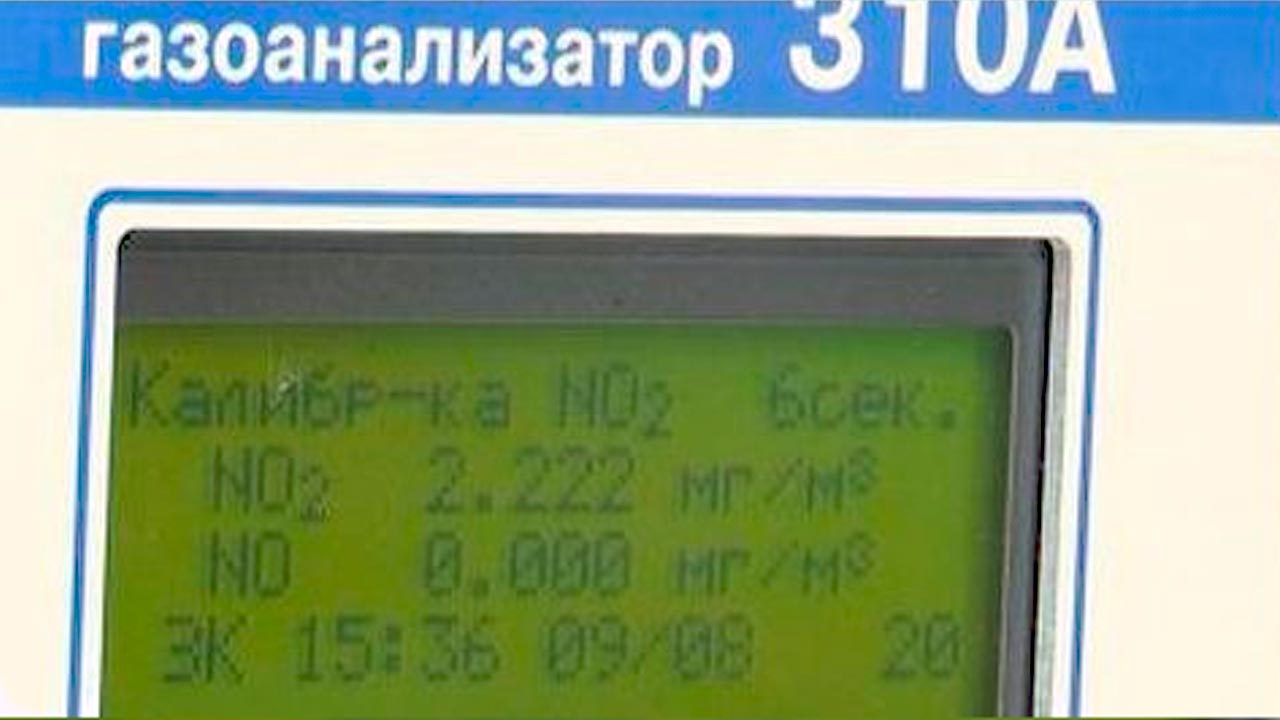 газоанализатор 310А
Калибр-ка NO₂ 6сек.
NO₂ 2.222 мг/м³
NO 0.000 мг/м³
ЗК 15:36 09/08 20